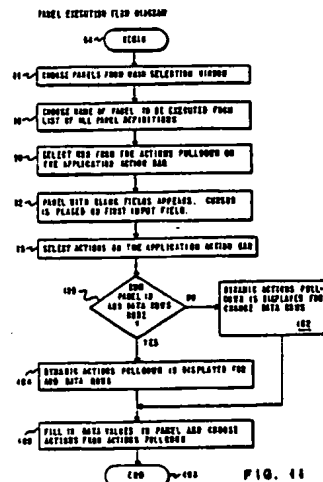 PANEL EXECUTION FLOW DIAGRAM
BEGIN
CHOOSE PANELS FROM MAIN SELECTION WINDOW
CHOOSE NAME OF PANEL TO BE EXECUTED FROM
LIST OF ALL PANEL DEFINITIONS
90
SELECT RUN FROM THE ACTIONS PULLDOWN ON
THE APPLICATION ACTION BAR
PANEL WITH BLANK FIELDS APPEARS. CURSOR
IS PLACED ON FIRST INPUT FIELD.
SELECT ACTIONS ON THE APPLICATION ACTION BAR
PANEL IN
ADD DATA ROWS
MODE
?
NO
DYNAMIC ACTIONS PULL-
DOWN IS DISPLAYED FOR
CHANGE DATA ROWS
102
YES
104
DYNAMIC ACTIONS PULLDOWN IS DISPLAYED FOR
ADD DATA ROWS
FILL IN DATA VALUES IN PANEL AND CHOOSE
ACTIONS FROM ACTIONS PULLDOWN
END
FIG. 11